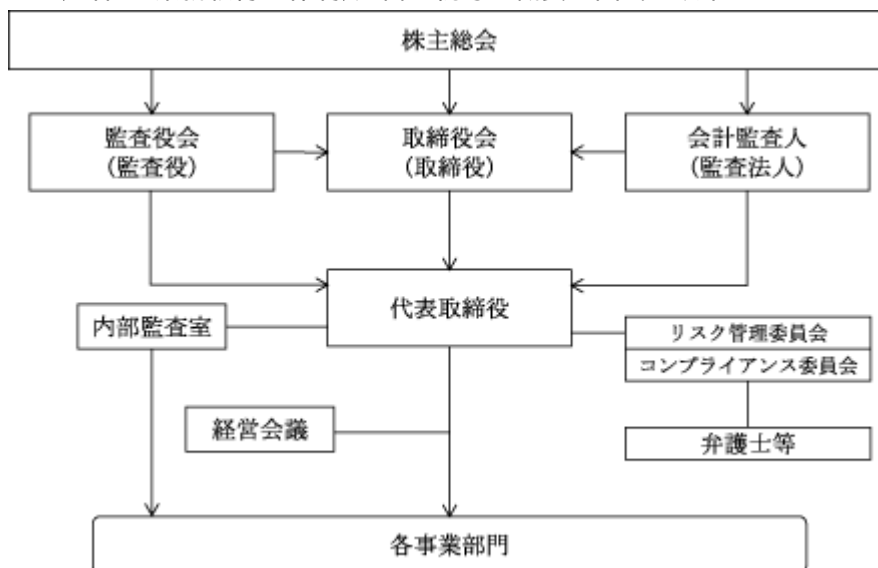 株主総会
監査役会
(監査役)
取締役会
(取締役)
会計監査人
(監査法人)
代表取締役
内部監査室
リスク管理委員会
コンプライアンス委員会
経営会議
弁護士等
各事業部門